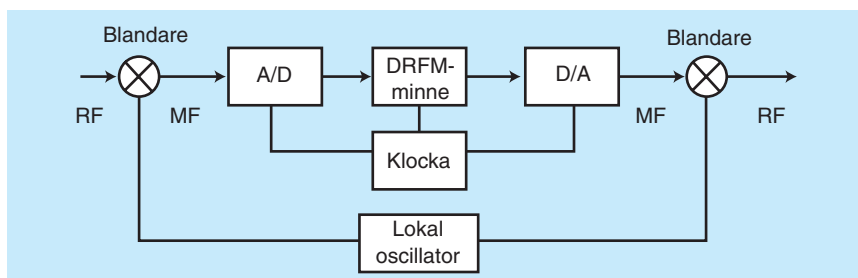 Blandare
Blandare
A/D
DRFM-
minne
D/A
RF
MF
MF
RF
Klocka
Lokal
oscillator